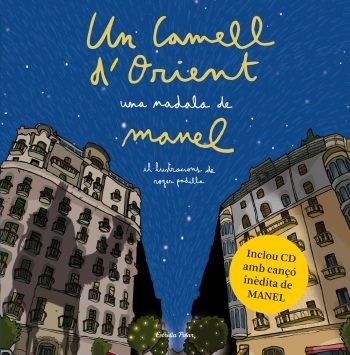 Un Camell
d'Orient
una nadala de
manel
il·lustracions de
roger padilla
Inclou CD
amb cançó
inèdita de
MANEL
Estrella Polar